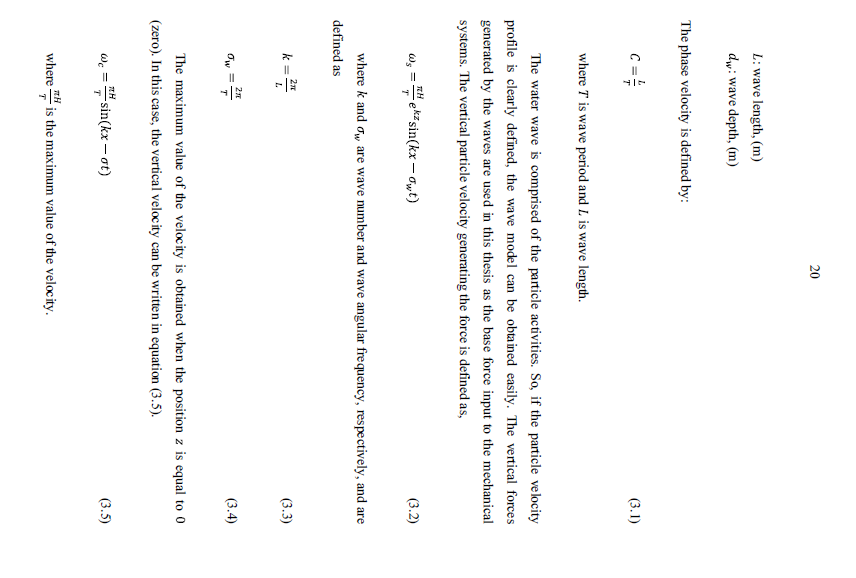 20
L: wave length, (m)
d_w: wave depth, (m)
The phase velocity is defined by:
C = L/T (3.1)
where T is wave period and L is wave length.
The water wave is comprised of the particle activities. So, if the particle velocity
profile is clearly defined, the wave model can be obtained easily. The vertical forces
generated by the waves are used in this thesis as the base force input to the mechanical
systems. The vertical particle velocity generating the force is defined as,
ω_s = πH/T e^{kz} sin(kx − σ_w t) (3.2)
where k and σ_w are wave number and wave angular frequency, respectively, and are
defined as
k = 2π/L (3.3)
σ_w = 2π/T (3.4)
The maximum value of the velocity is obtained when the position z is equal to 0
(zero). In this case, the vertical velocity can be written in equation (3.5).
ω_c = πH/T sin(kx − σt) (3.5)
where πH/T is the maximum value of the velocity.